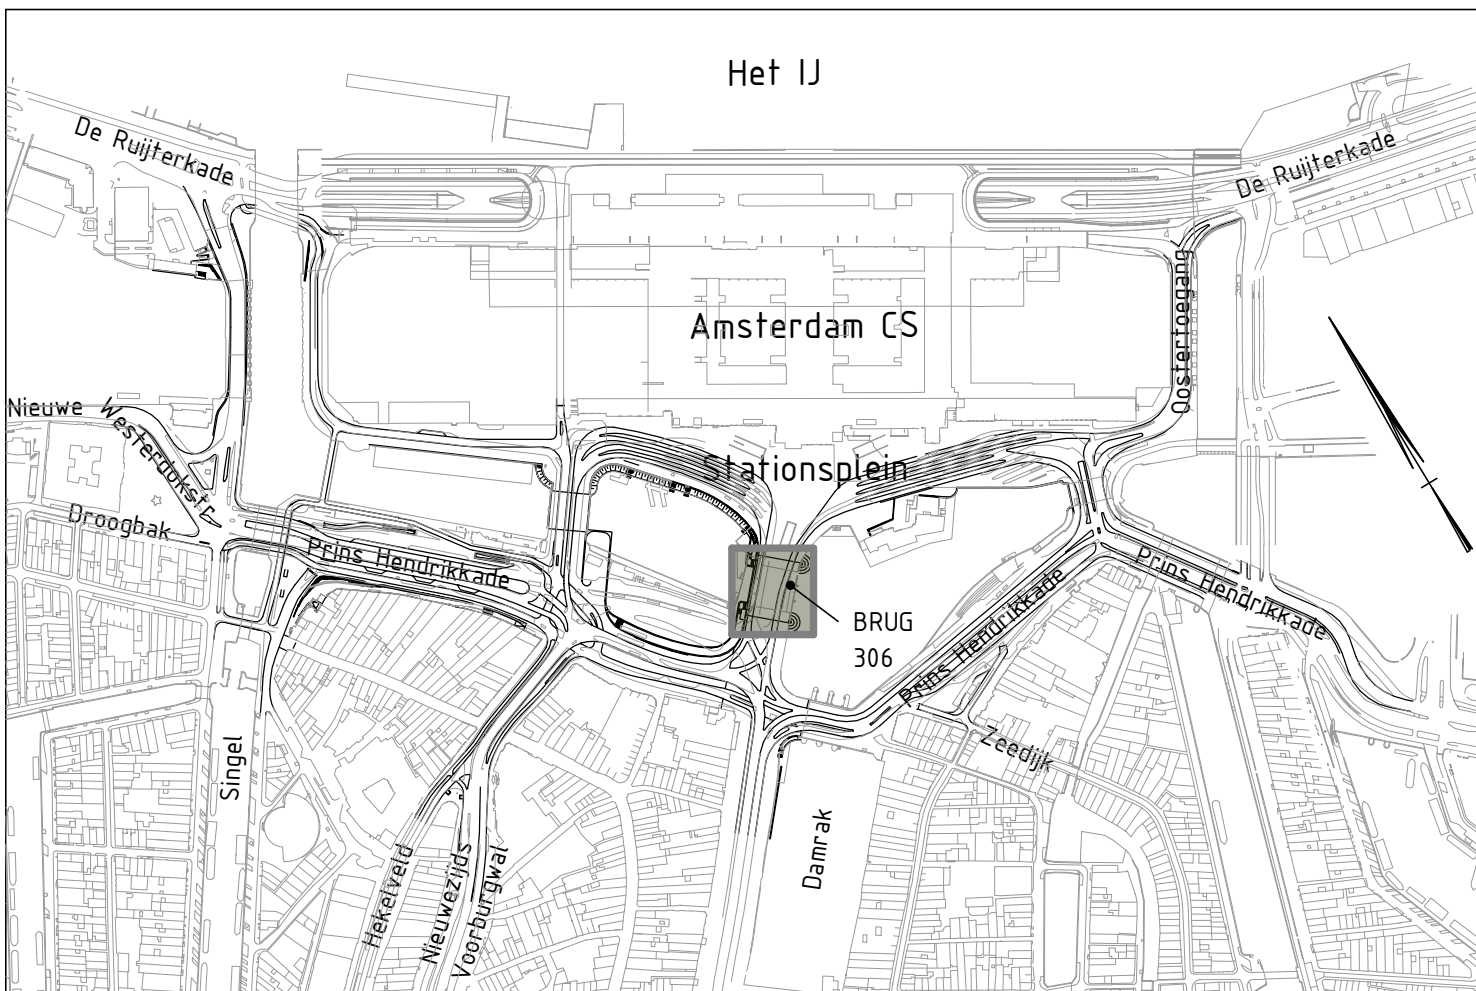 Het IJ
De Ruijterkade
De Ruijterkade
Amsterdam CS
Oostertoegang
Nieuwe
Westerdokstr.
Stationsplein
Droogbak
Prins Hendrikkade
Prins Hendrikkade
Prins Hendrikkade
BRUG
306
Zeedijk
Singel
Damrak
Hekelveld
Nieuwezijds
Voorburgwal